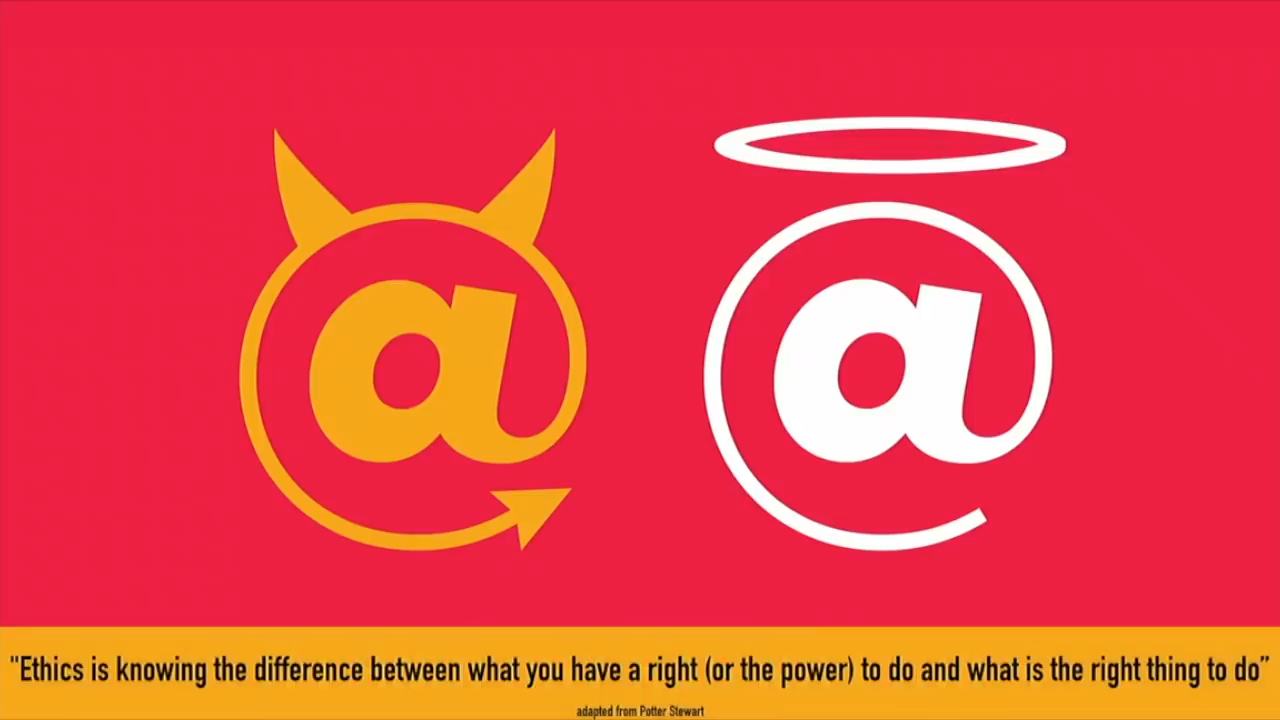 @ @
"Ethics is knowing the difference between what you have a right (or the power) to do and what is the right thing to do”
adapted from Potter Stewart